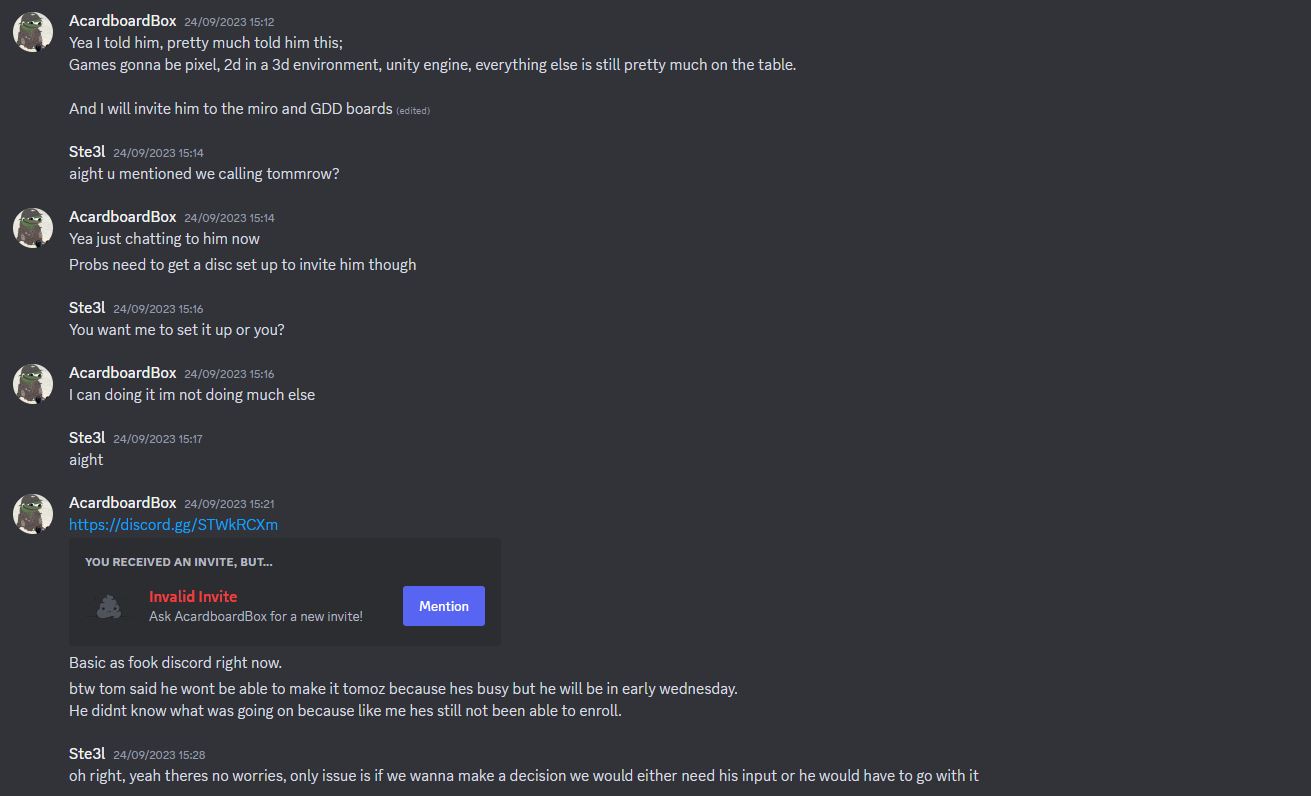 AcardboardBox 24/09/2023 15:12
Yea I told him, pretty much told him this;
Games gonna be pixel, 2d in a 3d environment, unity engine, everything else is still pretty much on the table.
And I will invite him to the miro and GDD boards (edited)
Ste3l 24/09/2023 15:14
aight u mentioned we calling tommrow?
AcardboardBox 24/09/2023 15:14
Yea just chatting to him now
Probs need to get a disc set up to invite him though
Ste3l 24/09/2023 15:16
You want me to set it up or you?
AcardboardBox 24/09/2023 15:16
I can doing it im not doing much else
Ste3l 24/09/2023 15:17
aight
AcardboardBox 24/09/2023 15:21
https://discord.gg/STWkRCXm
YOU RECEIVED AN INVITE, BUT...
Invalid Invite
Ask AcardboardBox for a new invite!
Mention
Basic as fook discord right now.
btw tom said he wont be able to make it tomoz because hes busy but he will be in early wednesday.
He didnt know what was going on because like me hes still not been able to enroll.
Ste3l 24/09/2023 15:28
oh right, yeah theres no worries, only issue is if we wanna make a decision we would either need his input or he would have to go with it